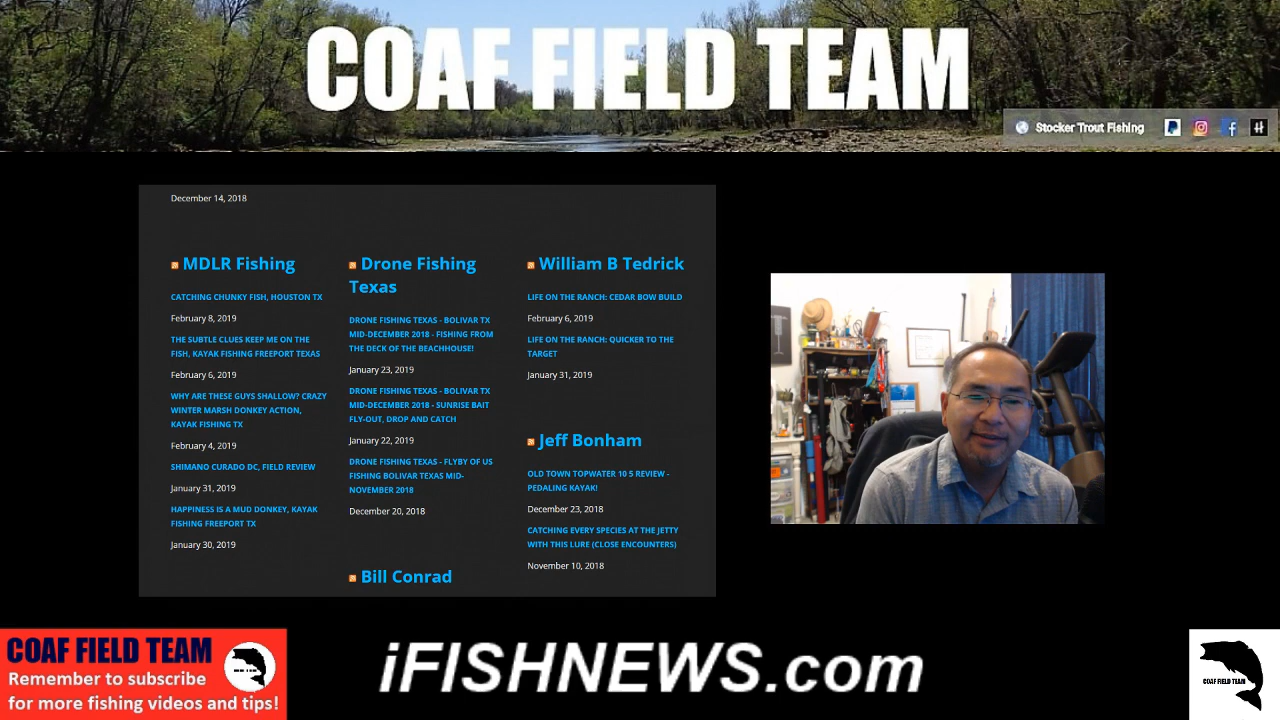 COAF FIELD TEAM
Stocker Trout Fishing
December 14, 2018
MDLR Fishing
CATCHING CHUNKY FISH, HOUSTON TX
February 8, 2019
THE SUBTLE CLUES KEEP ME ON THE
FISH, KAYAK FISHING FREEPORT TEXAS
February 6, 2019
WHY ARE THESE GUYS SHALLOW? CRAZY
WINTER MARSH DONKEY ACTION,
KAYAK FISHING TX
February 4, 2019
SHIMANO CURADO DC, FIELD REVIEW
January 31, 2019
HAPPINESS IS A MUD DONKEY, KAYAK
FISHING FREEPORT TX
January 30, 2019
Drone Fishing
Texas
DRONE FISHING TEXAS - BOLIVAR TX
MID-DECEMBER 2018 - FISHING FROM
THE DECK OF THE BEACHHOUSE!
January 23, 2019
DRONE FISHING TEXAS - BOLIVAR TX
MID-DECEMBER 2018 - SUNRISE BAIT
FLY-OUT, DROP AND CATCH
January 22, 2019
DRONE FISHING TEXAS - FLYBY OF US
FISHING BOLIVAR TEXAS MID-
NOVEMBER 2018
December 20, 2018
Bill Conrad
William B Tedrick
LIFE ON THE RANCH: CEDAR BOW BUILD
February 6, 2019
LIFE ON THE RANCH: QUICKER TO THE
TARGET
January 31, 2019
Jeff Bonham
OLD TOWN TOPWATER 10 5 REVIEW -
PEDALING KAYAK!
December 23, 2018
CATCHING EVERY SPECIES AT THE JETTY
WITH THIS LURE (CLOSE ENCOUNTERS)
November 10, 2018
COAF FIELD TEAM
Remember to subscribe
for more fishing videos and tips!
iFISHNEWS.com
COAF FIELD TEAM